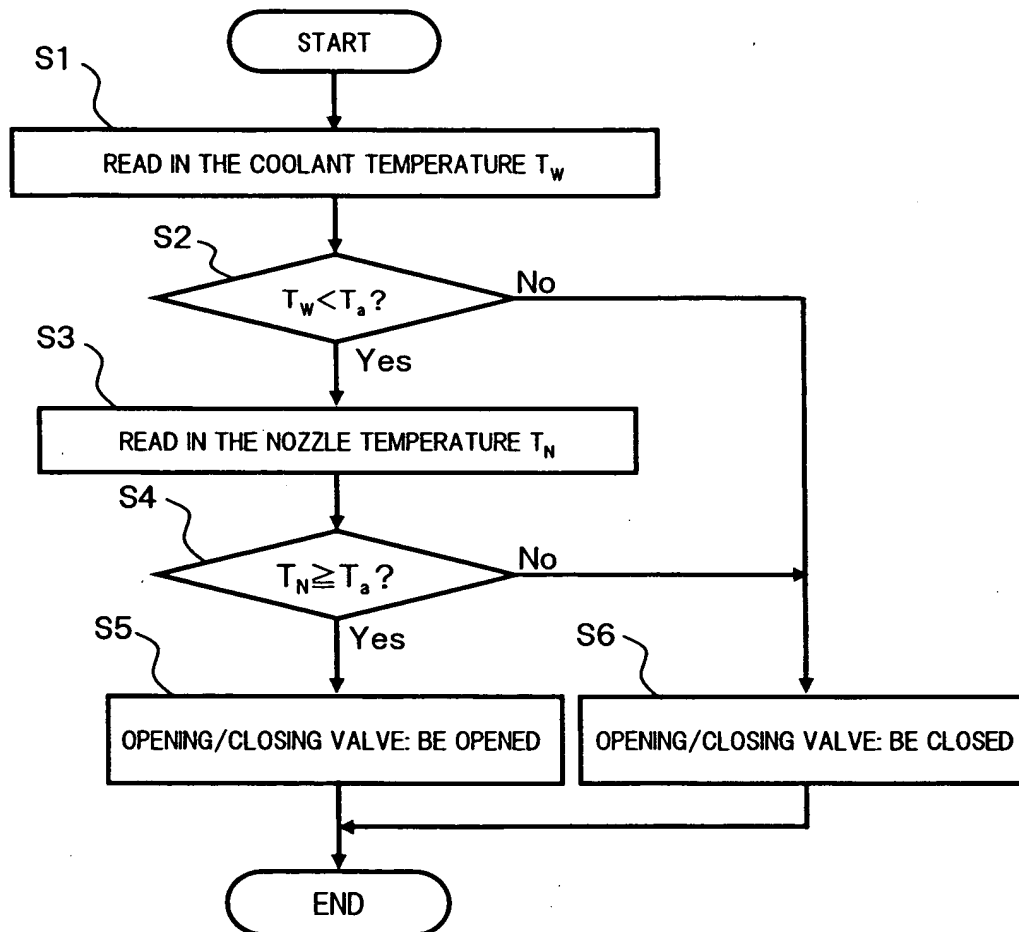 START
S1
READ IN THE COOLANT TEMPERATURE T_W
S2
T_W<T_a?
No
Yes
S3
READ IN THE NOZZLE TEMPERATURE T_N
S4
T_N≧T_a?
No
Yes
S5
S6
OPENING/CLOSING VALVE: BE OPENED
OPENING/CLOSING VALVE: BE CLOSED
END